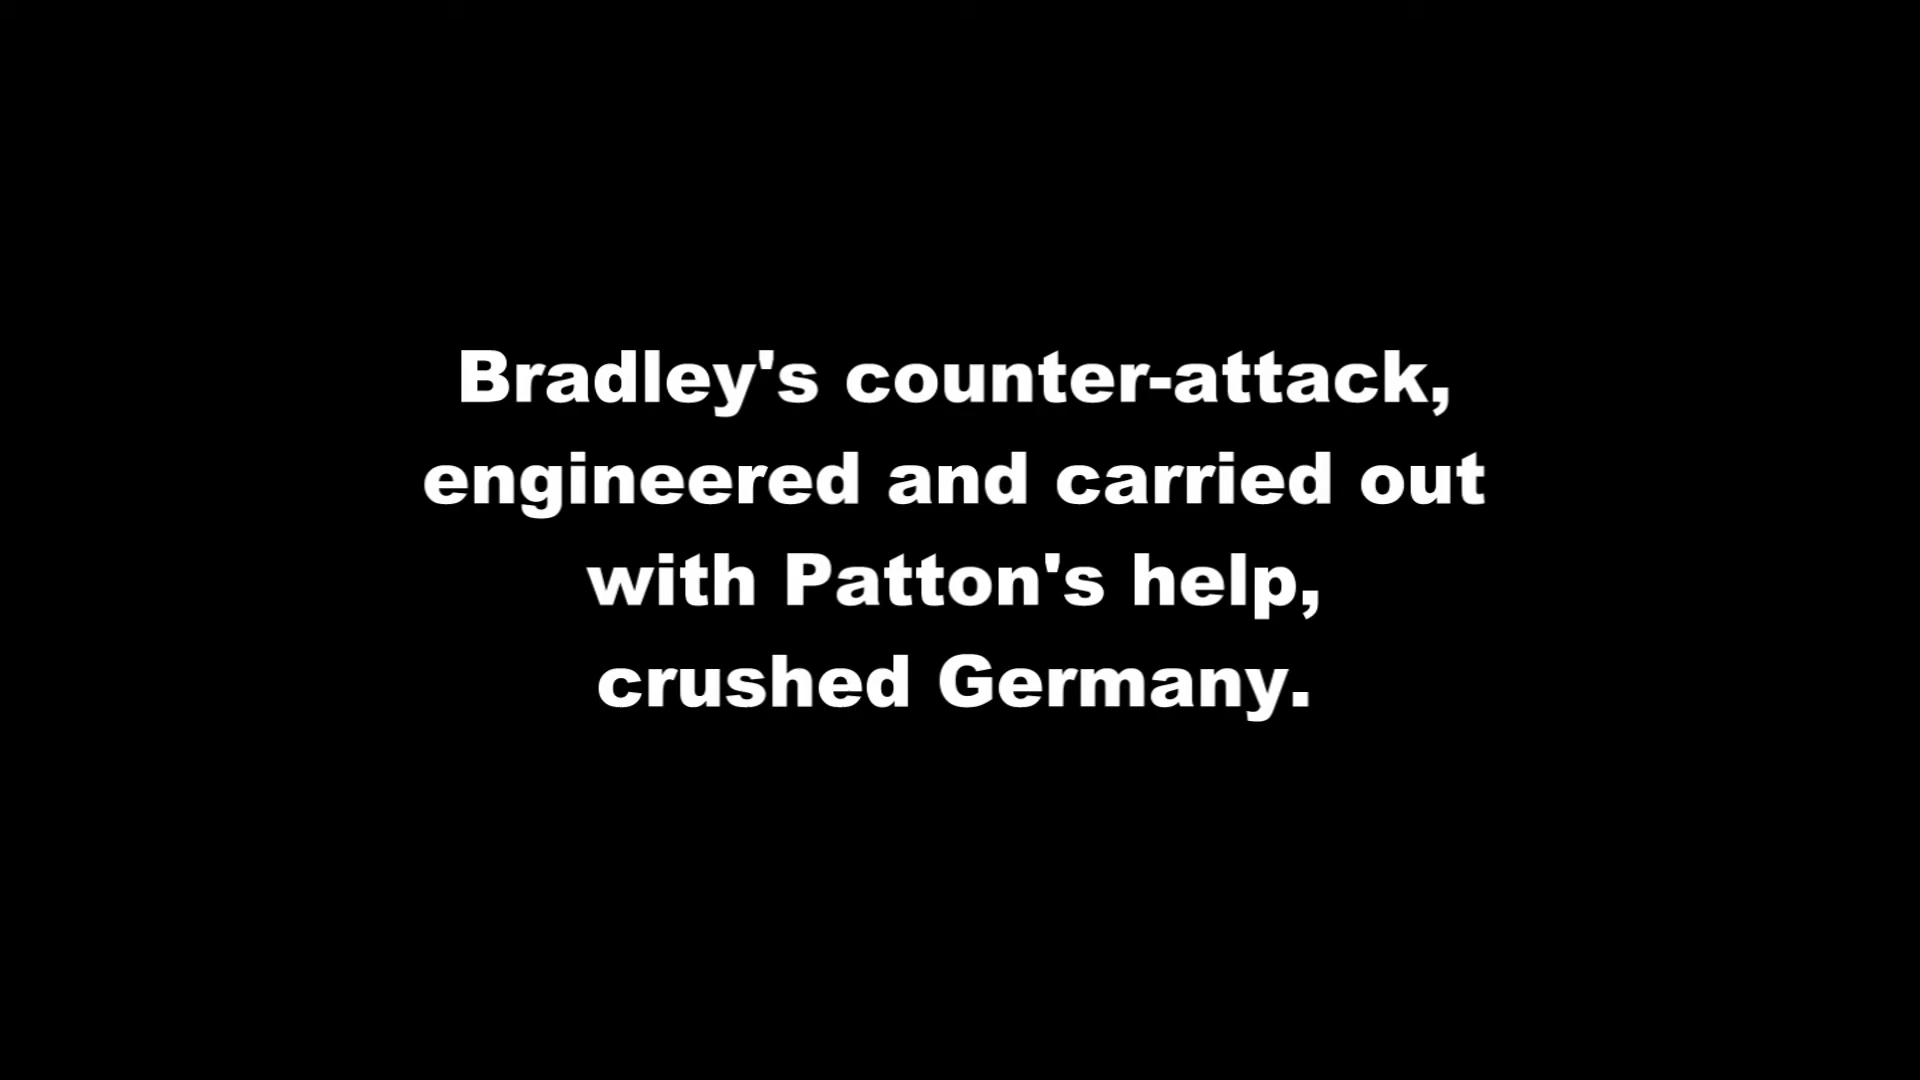 Bradley's counter-attack,
engineered and carried out
with Patton's help,
crushed Germany.